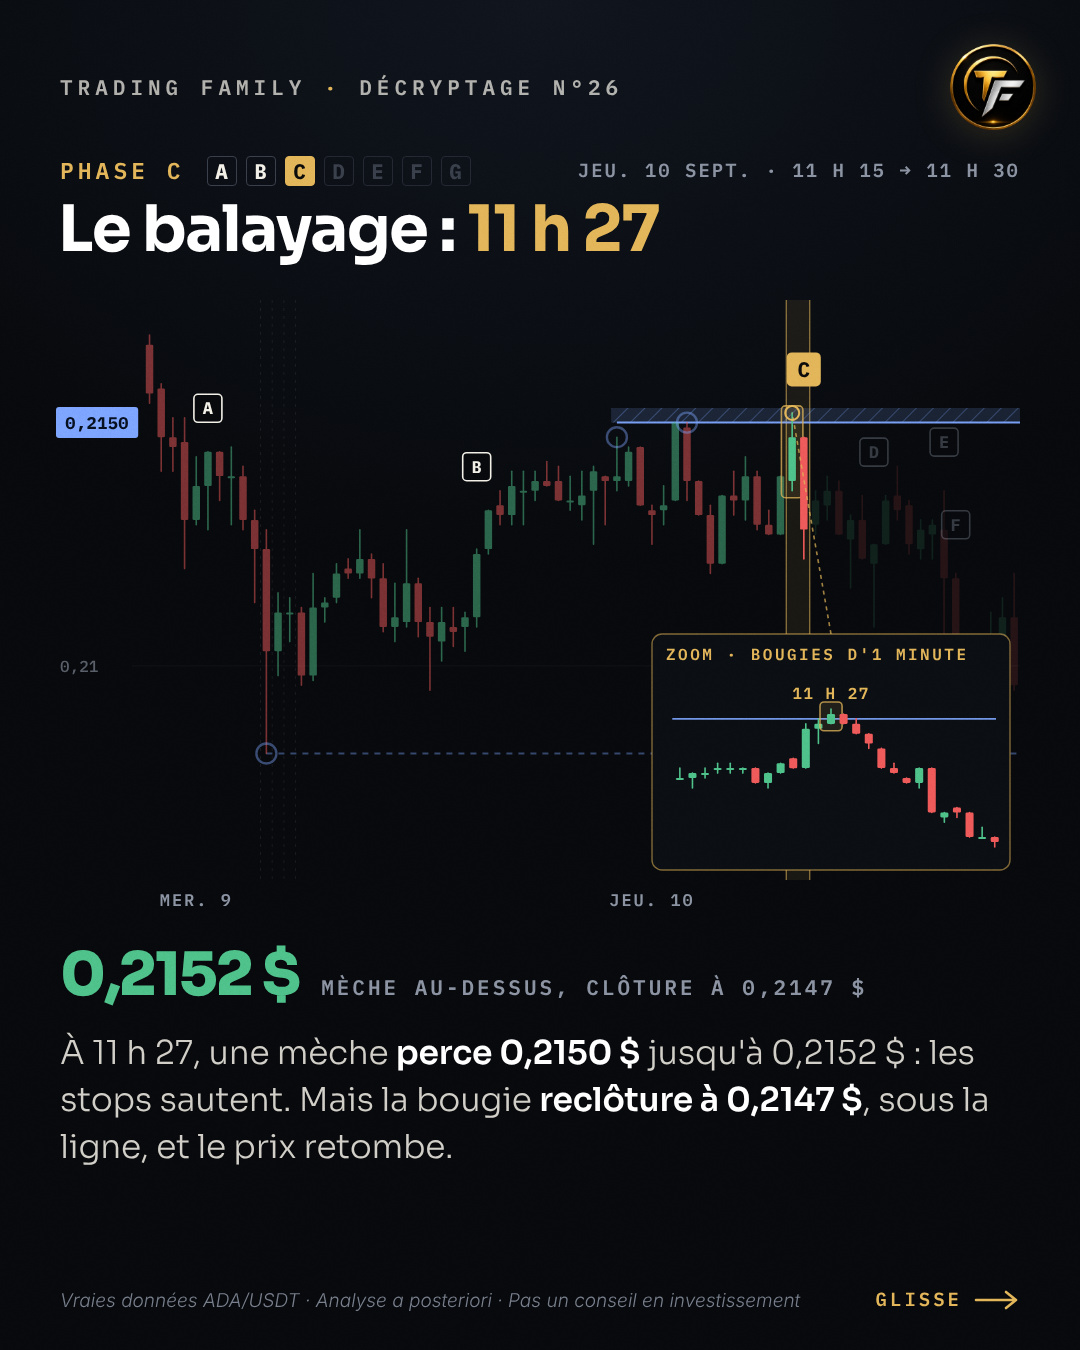 TRADING FAMILY · DÉCRYPTAGE N°26
TF
PHASE C A B C D E F G
JEU. 10 SEPT. · 11 H 15 → 11 H 30
Le balayage : 11 h 27
C
A
0,2150
B
D
E
F
0,21
ZOOM · BOUGIES D'1 MINUTE
11 H 27
MER. 9
JEU. 10
0,2152 $ MÈCHE AU-DESSUS, CLÔTURE À 0,2147 $
À 11 h 27, une mèche perce 0,2150 $ jusqu'à 0,2152 $ : les
stops sautent. Mais la bougie reclôture à 0,2147 $, sous la
ligne, et le prix retombe.
Vraies données ADA/USDT · Analyse a posteriori · Pas un conseil en investissement
GLISSE →